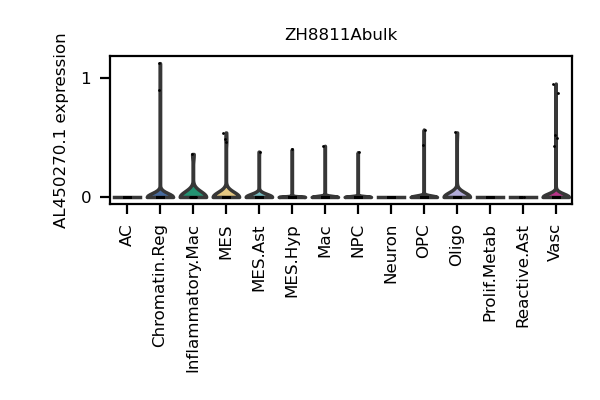 ZH8811Abulk
AL450270.1 expression
1
0
AC
Chromatin.Reg
Inflammatory.Mac
MES
MES.Ast
MES.Hyp
Mac
NPC
Neuron
OPC
Oligo
Prolif.Metab
Reactive.Ast
Vasc